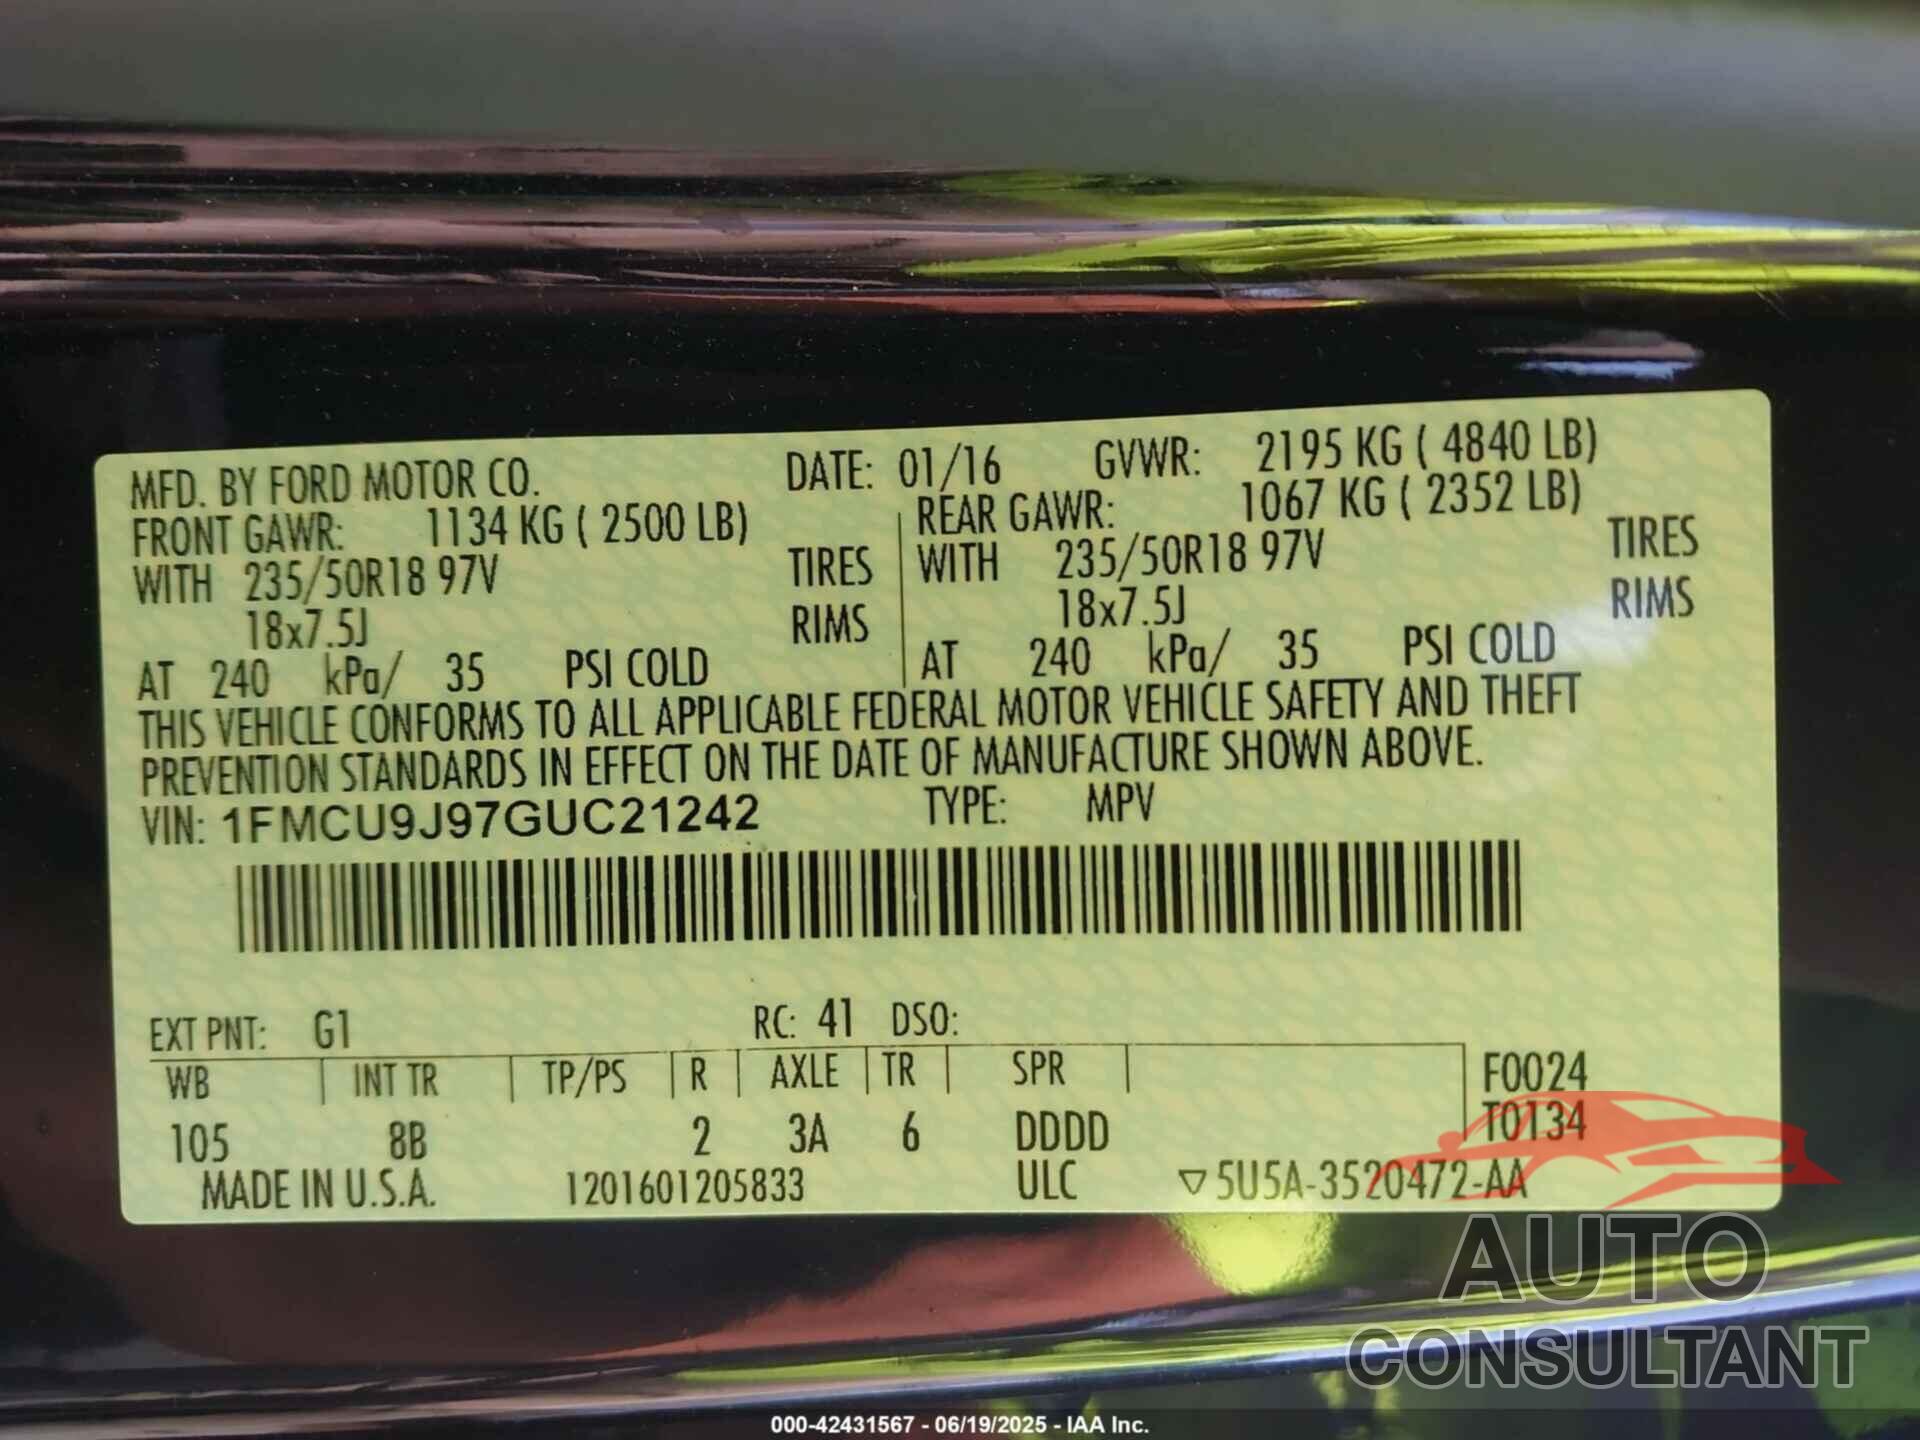 MFD. BY FORD MOTOR CO. DATE: 01/16 GVWR: 2195 KG ( 4840 LB)
FRONT GAWR: 1134 KG ( 2500 LB) REAR GAWR: 1067 KG ( 2352 LB)
WITH 235/50R18 97V TIRES WITH 235/50R18 97V TIRES
18x7.5J RIMS 18x7.5J RIMS
AT 240 kPa/ 35 PSI COLD AT 240 kPa/ 35 PSI COLD
THIS VEHICLE CONFORMS TO ALL APPLICABLE FEDERAL MOTOR VEHICLE SAFETY AND THEFT
PREVENTION STANDARDS IN EFFECT ON THE DATE OF MANUFACTURE SHOWN ABOVE.
VIN: 1FMCU9J97GUC21242 TYPE: MPV
EXT PNT: G1 RC: 41 DSO:
WB INT TR TP/PS R AXLE TR SPR F0024
105 8B 2 3A 6 DDDD T0134
MADE IN U.S.A. 1201601205833 ULC ▽5U5A-3520472-AA
AUTO
CONSULTANT
000-42431567 - 06/19/2025 - IAA Inc.